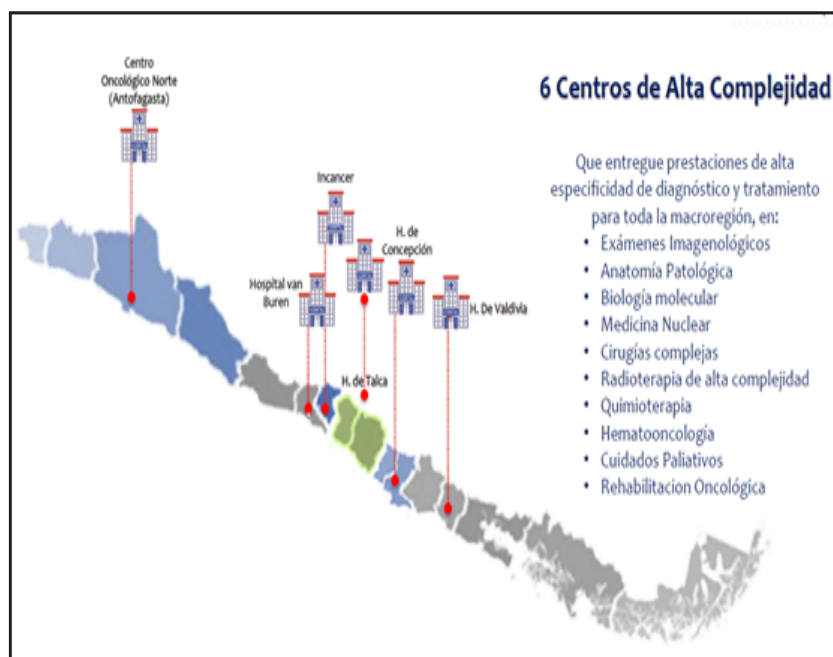 Centro
Oncológico Norte
(Antofagasta)
6 Centros de Alta Complejidad
Que entregue prestaciones de alta
especificidad de diagnóstico y tratamiento
para toda la macroregión, en:
• Exámenes Imagenológicos
• Anatomía Patológica
• Biología molecular
• Medicina Nuclear
• Cirugías complejas
• Radioterapia de alta complejidad
• Quimioterapia
• Hematooncología
• Cuidados Paliativos
• Rehabilitacion Oncológica
Incancer
H. de
Concepción
Hospital van
Buren
H. De Valdivia
H. de Talca